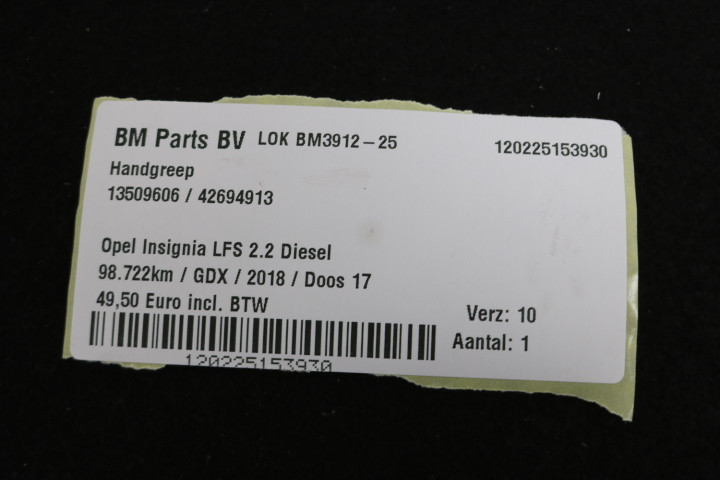 BM Parts BV LOK BM3912-25 120225153930
Handgreep
13509606 / 42694913
Opel Insignia LFS 2.2 Diesel
98.722km / GDX / 2018 / Doos 17
49,50 Euro incl. BTW
Verz: 10
Aantal: 1
120225153930